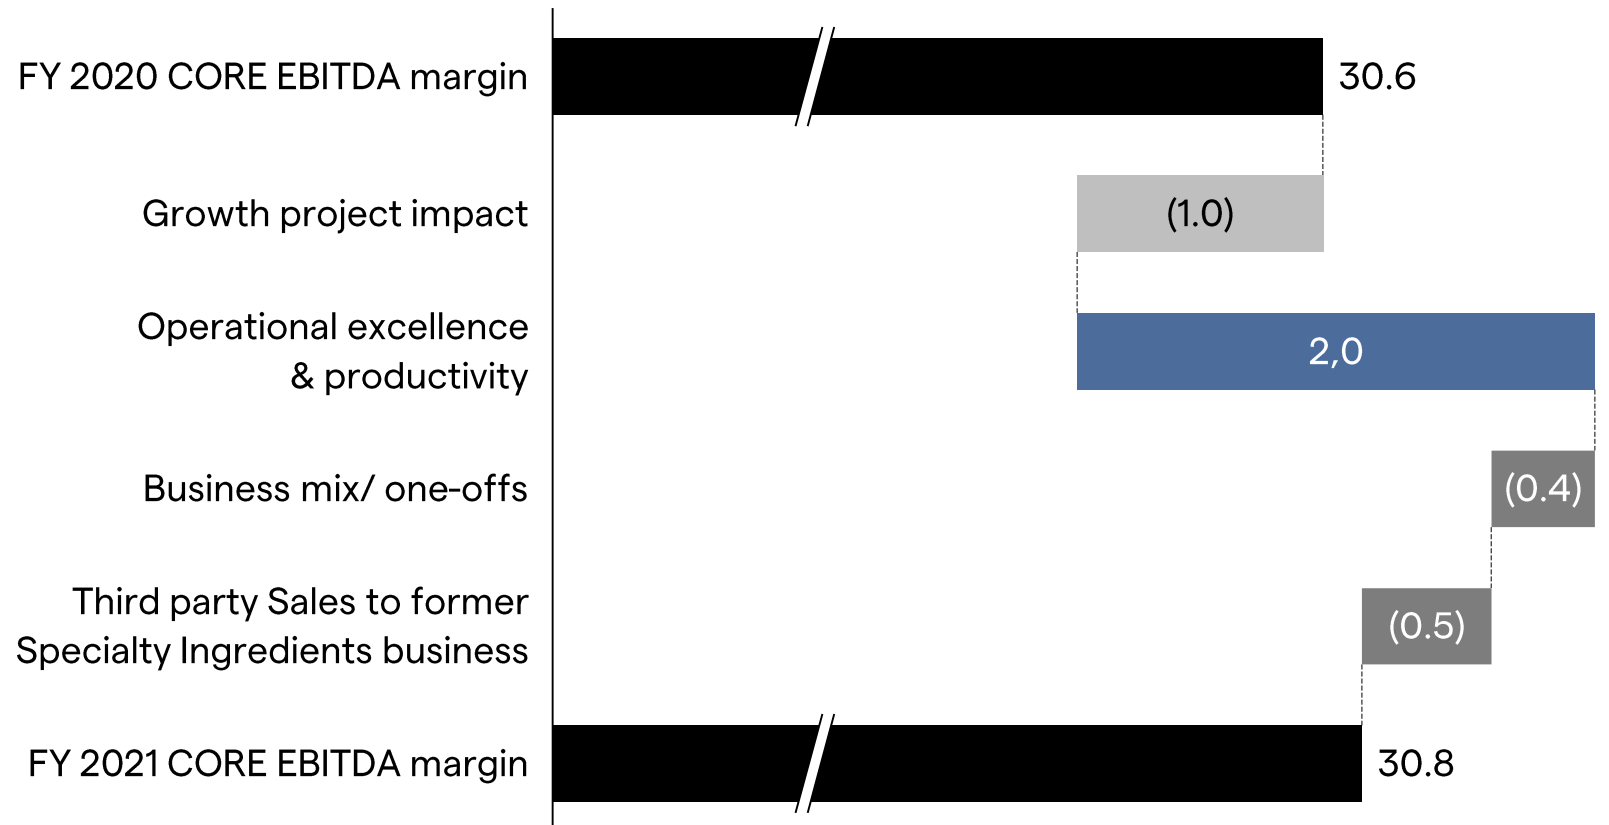 FY 2020 CORE EBITDA margin
30.6
Growth project impact
(1.0)
Operational excellence
& productivity
2,0
Business mix/ one-offs
(0.4)
Third party Sales to former
Specialty Ingredients business
(0.5)
FY 2021 CORE EBITDA margin
30.8